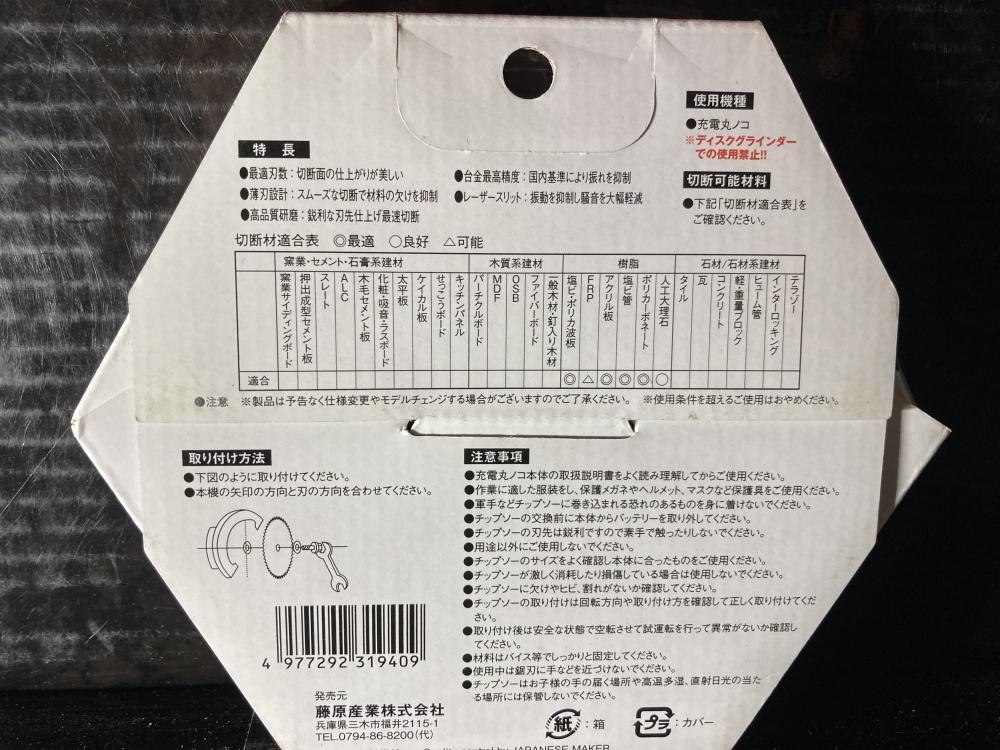 使用機種
●充電丸ノコ
※ディスクグラインダー
での使用禁止!!
切断可能材料
●下記「切断材適合表」を
ご確認ください。
特長
●最適刃数：切断面の仕上がりが美しい
●薄刃設計：スムーズな切断で材料の欠けを抑制
●高品質研磨：鋭利な刃先仕上げ最速切断
●台金最高精度：国内基準により振れを抑制
●レーザースリット：振動を抑制し騒音を大幅軽減
切断材適合表 ◎最適 ○良好 △可能
窯業・セメント・石膏系建材 木質系建材 樹脂 石材/石材系建材
窯業サイディングボード
押出成型セメント板
スレート
ALC
木毛セメント板
化粧・吸音・ラスボード
太平板
ケイカル板
せっこうボード
キッチンパネル
パーチクルボード
MDF
OSB
ファイバーボード
一般木材・釘入り木材
塩ビ・ポリカ波板
FRP
アクリル板
塩ビ管
ポリカーボネート
人工大理石
タイル
瓦
コンクリート
軽・重量ブロック
ヒューム管
インターロッキング
テラゾー
適合 ◎ △ ◎ ◎ ◎ ○
●注意 ※製品は予告なく仕様変更やモデルチェンジする場合がございますのでご了承ください。 ※使用条件を超えるご使用はおやめください。
取り付け方法
●下図のように取り付けてください。
●本機の矢印の方向と刃の方向を合わせてください。
注意事項
●充電丸ノコ本体の取扱説明書をよく読み理解してからご使用ください。
●作業に適した服装をし、保護メガネやヘルメット、マスクなど保護具をご使用ください。
●軍手などチップソーに巻き込まれる恐れのあるものを身に着けないでください。
●チップソーの交換前に本体からバッテリーを取り外してください。
●チップソーの刃先は鋭利ですので素手で触ったりしないでください。
●用途以外にご使用しないでください。
●チップソーのサイズをよく確認し本体に合ったものをご使用ください。
●チップソーが激しく消耗したり損傷している場合は使用しないでください。
●チップソーに欠けやヒビ、割れがないか確認してください。
●チップソーの取り付けは回転方向や取り付け方を確認して正しく取り付けてくだ
さい。
●取り付け後は安全な状態で空転させて試運転を行って異常がないか確認し
てください。
●材料はバイス等でしっかりと固定してください。
●使用中は鋸刃に手などを近づけないでください。
●チップソーはお子様の手の届く場所や高温多湿、直射日光の当た
る場所には保管しないでください。
4 977292 319409
発売元
藤原産業株式会社
兵庫県三木市福井2115-1
TEL.0794-86-8200(代)
紙：箱
プラ：カバー
Quality control by JAPANESE MAKER